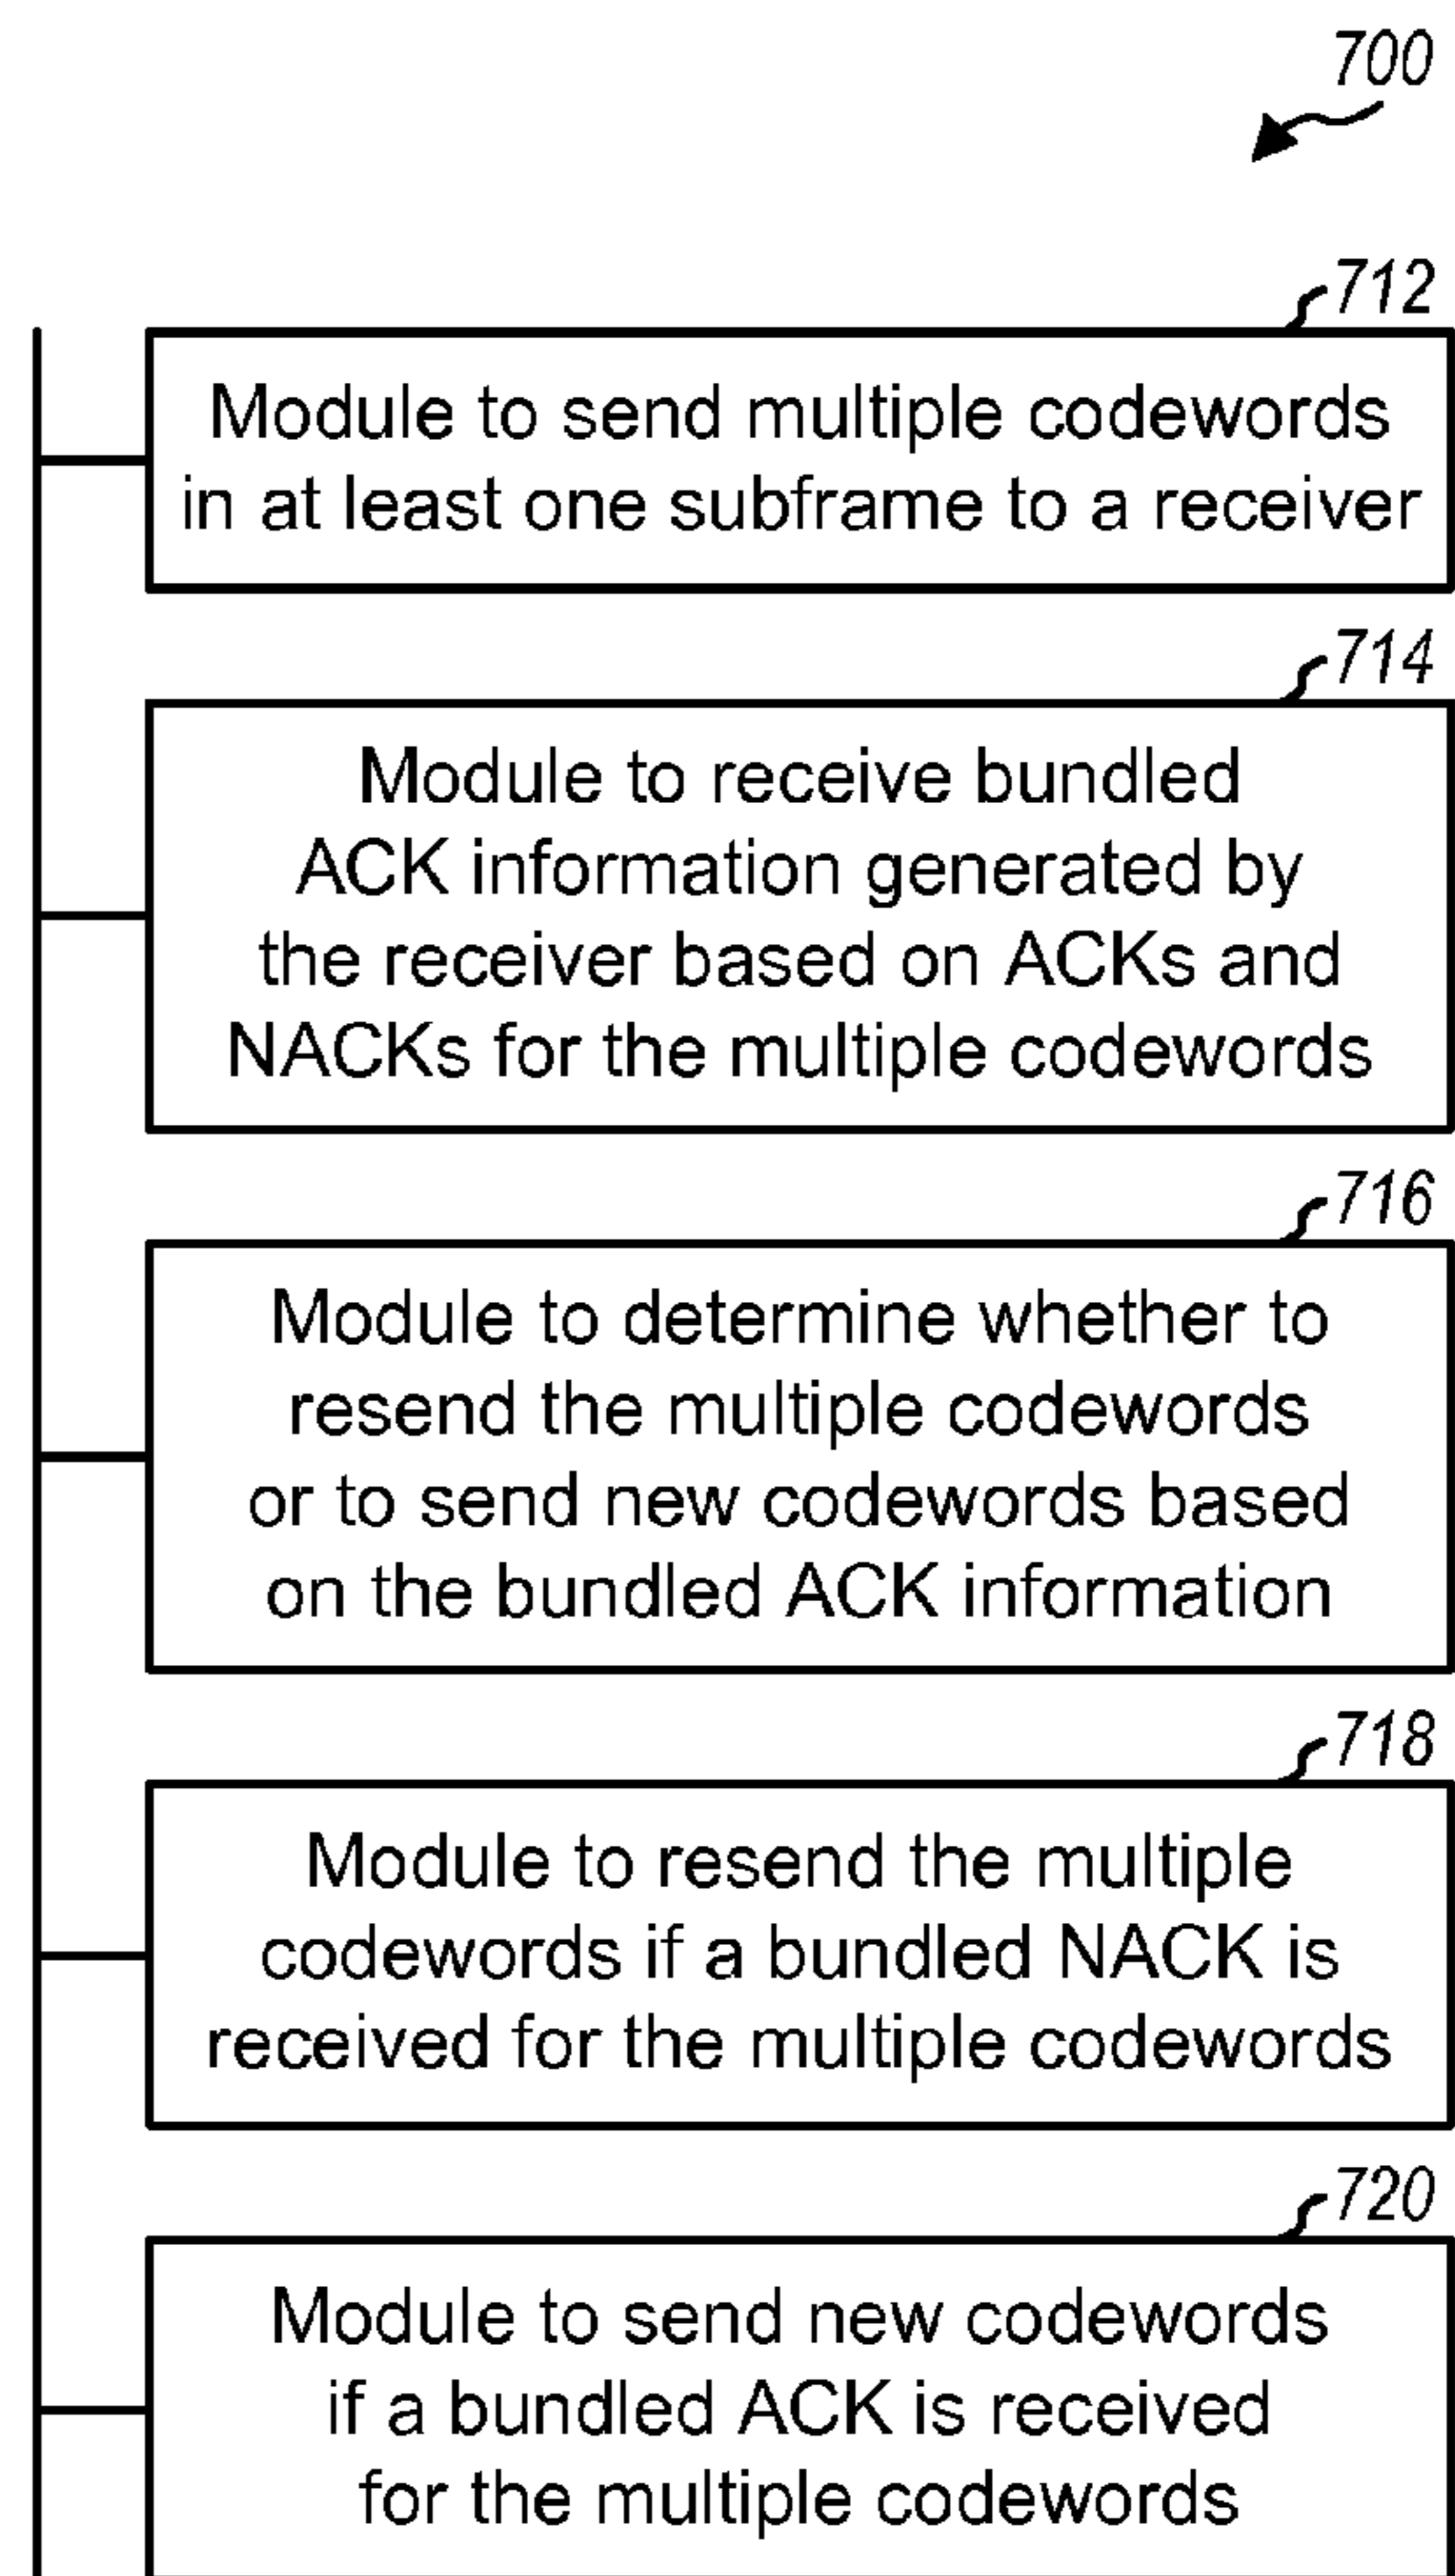 700
712
Module to send multiple codewords
in at least one subframe to a receiver
714
Module to receive bundled
ACK information generated by
the receiver based on ACKs and
NACKs for the multiple codewords
716
Module to determine whether to
resend the multiple codewords
or to send new codewords based
on the bundled ACK information
718
Module to resend the multiple
codewords if a bundled NACK is
received for the multiple codewords
720
Module to send new codewords
if a bundled ACK is received
for the multiple codewords